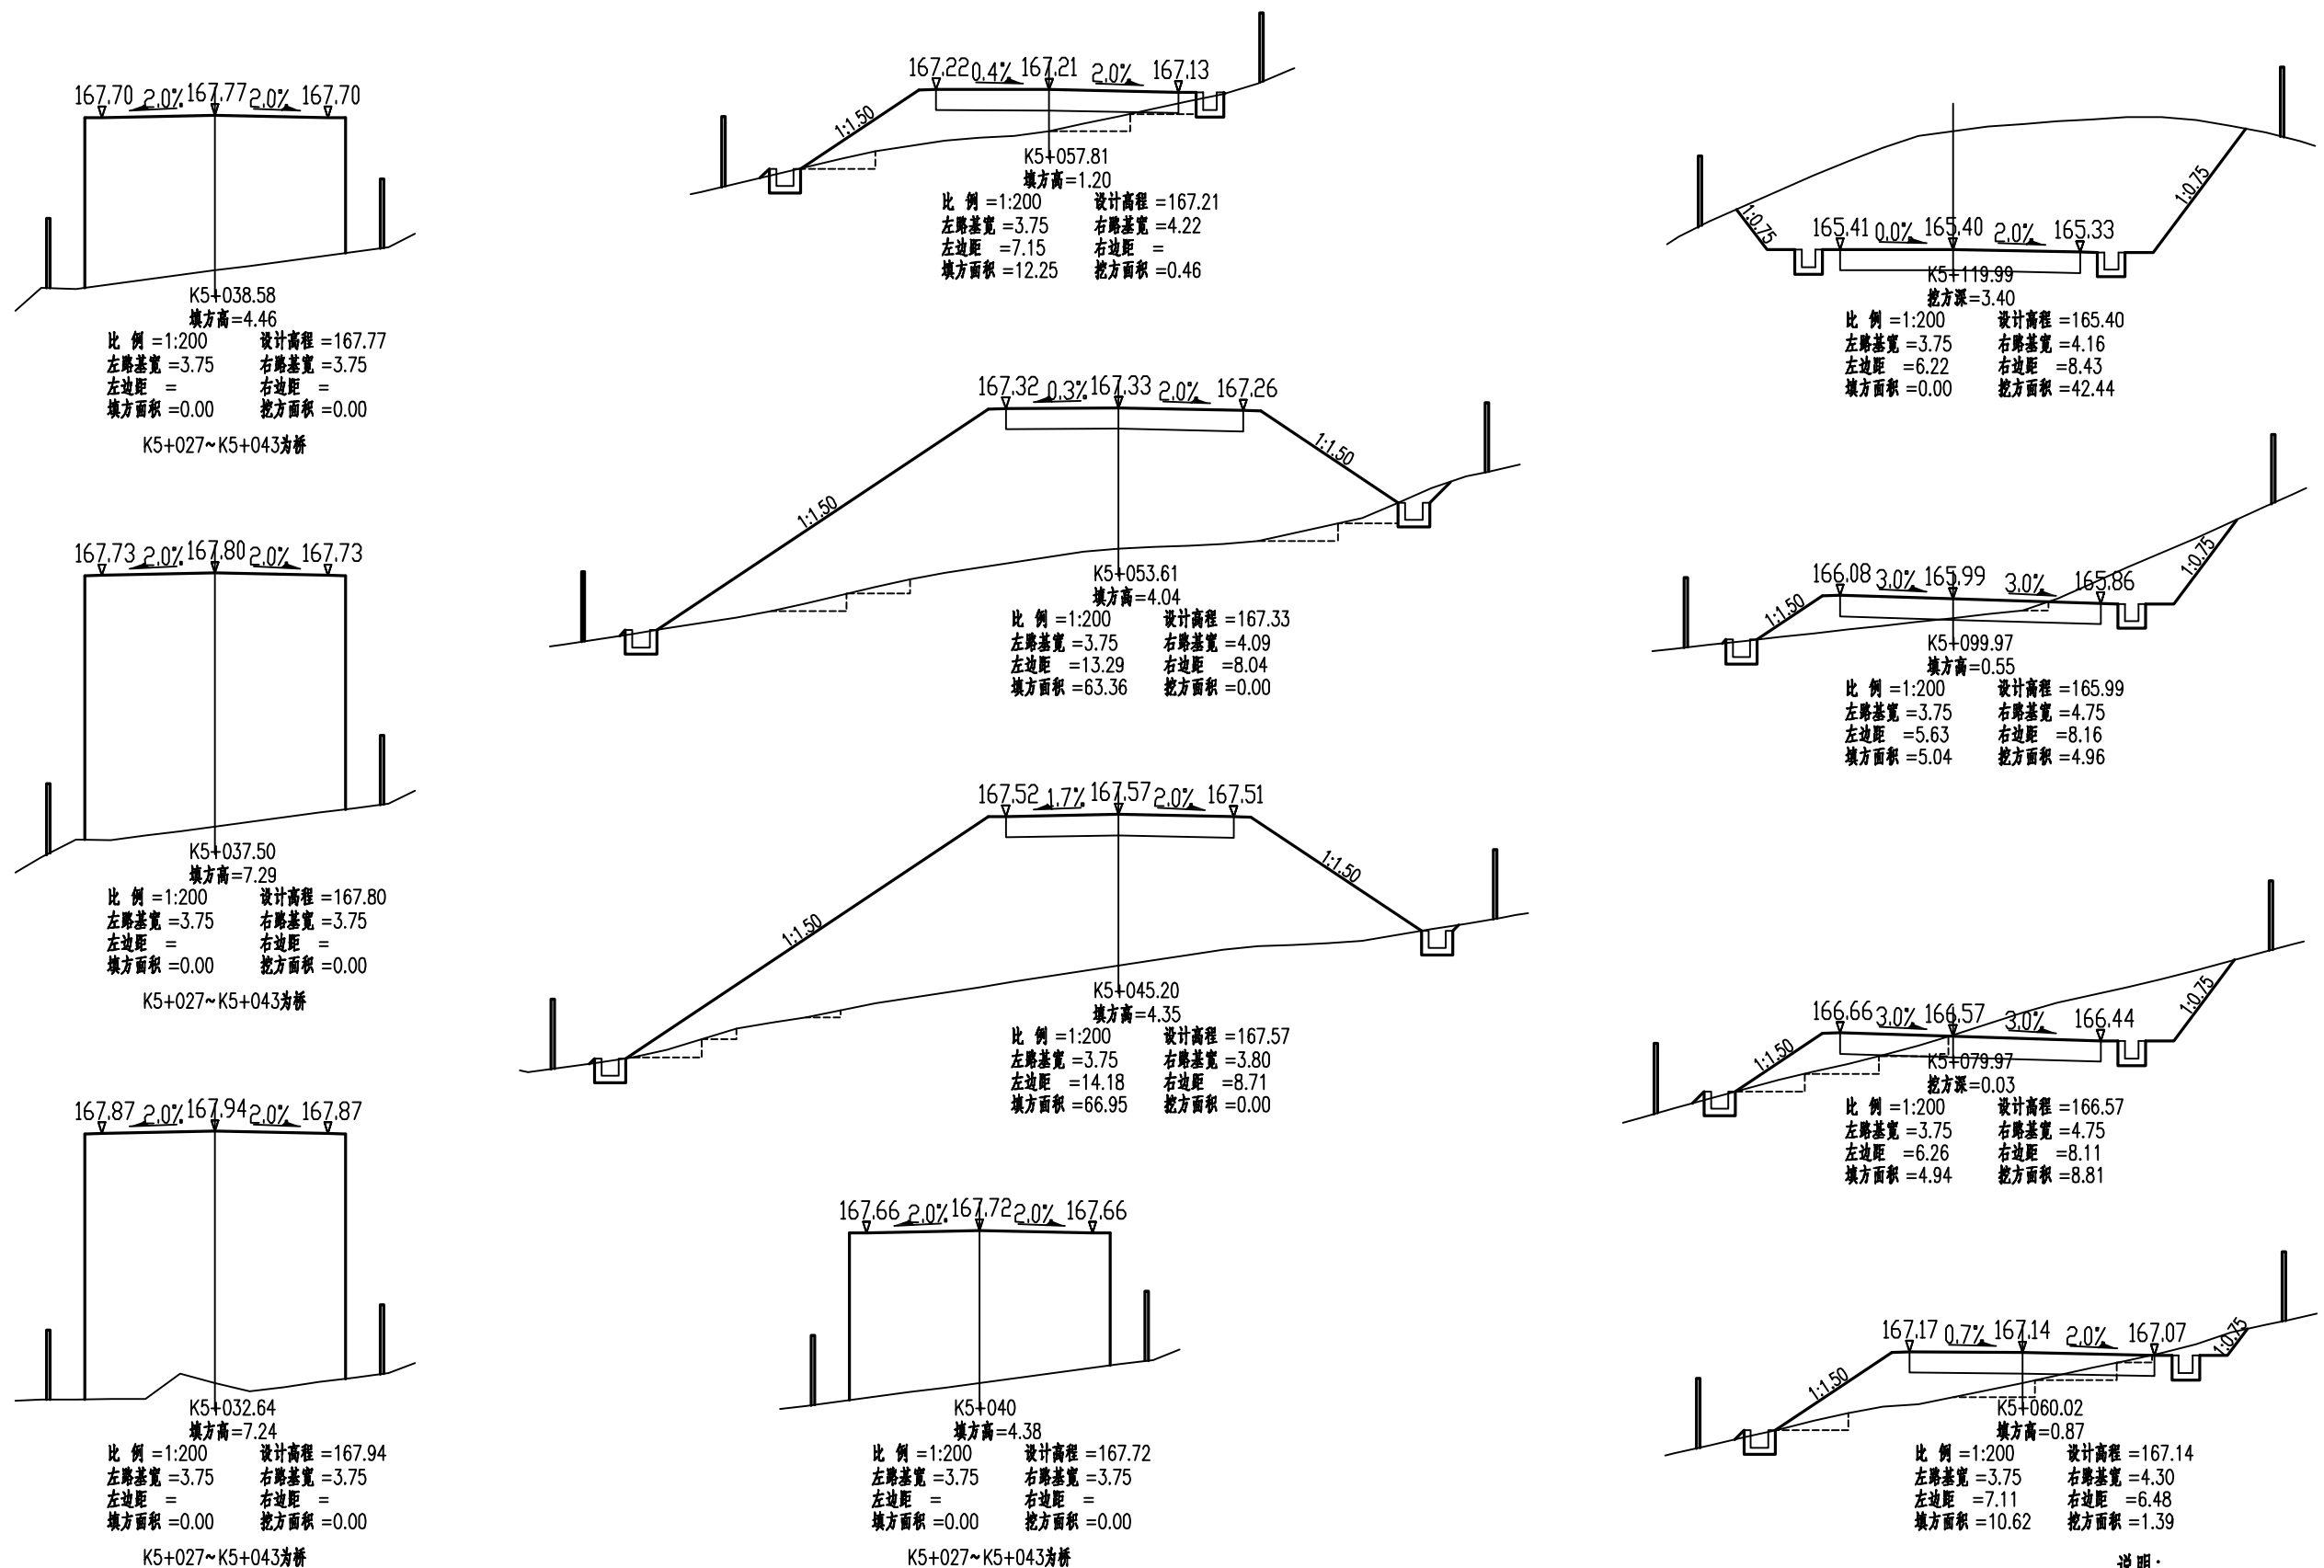 167.70 2.0% 167.77 2.0% 167.70
K5+038.58
填方高=4.46
比 例 =1:200 设计高程 =167.77
左路基宽 =3.75 右路基宽 =3.75
左边距 = 右边距 =
填方面积 =0.00 挖方面积 =0.00
K5+027~K5+043为桥
167.73 2.0% 167.80 2.0% 167.73
K5+037.50
填方高=7.29
比 例 =1:200 设计高程 =167.80
左路基宽 =3.75 右路基宽 =3.75
左边距 = 右边距 =
填方面积 =0.00 挖方面积 =0.00
K5+027~K5+043为桥
167.87 2.0% 167.94 2.0% 167.87
K5+032.64
填方高=7.24
比 例 =1:200 设计高程 =167.94
左路基宽 =3.75 右路基宽 =3.75
左边距 = 右边距 =
填方面积 =0.00 挖方面积 =0.00
K5+027~K5+043为桥
167.22 0.4% 167.21 2.0% 167.13
1:1.50
K5+057.81
填方高=1.20
比 例 =1:200 设计高程 =167.21
左路基宽 =3.75 右路基宽 =4.22
左边距 =7.15 右边距 =
填方面积 =12.25 挖方面积 =0.46
167.32 0.3% 167.33 2.0% 167.26
1:1.50 1:1.50
K5+053.61
填方高=4.04
比 例 =1:200 设计高程 =167.33
左路基宽 =3.75 右路基宽 =4.09
左边距 =13.29 右边距 =8.04
填方面积 =63.36 挖方面积 =0.00
167.52 1.7% 167.57 2.0% 167.51
1:1.50 1:1.50
K5+045.20
填方高=4.35
比 例 =1:200 设计高程 =167.57
左路基宽 =3.75 右路基宽 =3.80
左边距 =14.18 右边距 =8.71
填方面积 =66.95 挖方面积 =0.00
167.66 2.0% 167.72 2.0% 167.66
K5+040
填方高=4.38
比 例 =1:200 设计高程 =167.72
左路基宽 =3.75 右路基宽 =3.75
左边距 = 右边距 =
填方面积 =0.00 挖方面积 =0.00
K5+027~K5+043为桥
1:0.75 1:0.75
165.41 0.0% 165.40 2.0% 165.33
K5+119.99
挖方深=3.40
比 例 =1:200 设计高程 =165.40
左路基宽 =3.75 右路基宽 =4.16
左边距 =6.22 右边距 =8.43
填方面积 =0.00 挖方面积 =42.44
166.08 3.0% 165.99 3.0% 165.86
1:1.50 1:0.75
K5+099.97
填方高=0.55
比 例 =1:200 设计高程 =165.99
左路基宽 =3.75 右路基宽 =4.75
左边距 =5.63 右边距 =8.16
填方面积 =5.04 挖方面积 =4.96
166.66 3.0% 166.57 3.0% 166.44
1:1.50 1:0.75
K5+079.97
挖方深=0.03
比 例 =1:200 设计高程 =166.57
左路基宽 =3.75 右路基宽 =4.75
左边距 =6.26 右边距 =8.11
填方面积 =4.94 挖方面积 =8.81
167.17 0.7% 167.14 2.0% 167.07
1:1.50 1:0.75
K5+060.02
填方高=0.87
比 例 =1:200 设计高程 =167.14
左路基宽 =3.75 右路基宽 =4.30
左边距 =7.11 右边距 =6.48
填方面积 =10.62 挖方面积 =1.39
说明: